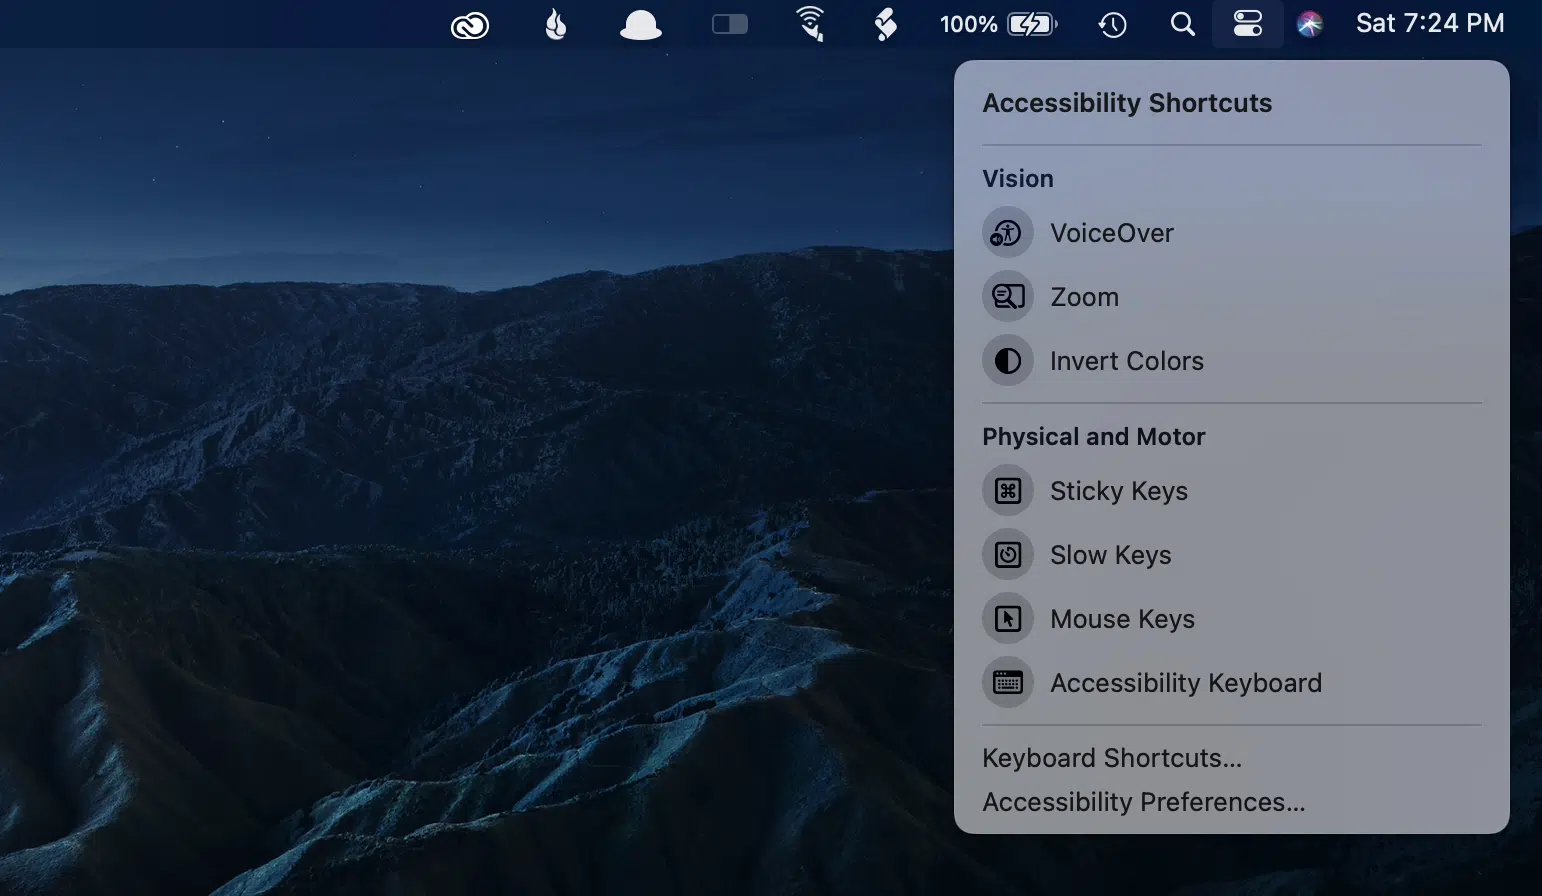 100% Sat 7:24 PM
Accessibility Shortcuts
Vision
VoiceOver
Zoom
Invert Colors
Physical and Motor
Sticky Keys
Slow Keys
Mouse Keys
Accessibility Keyboard
Keyboard Shortcuts...
Accessibility Preferences...